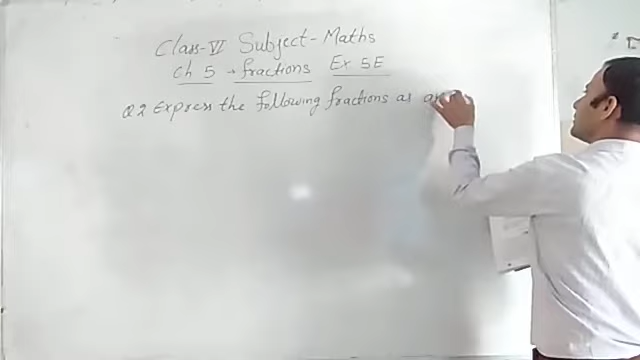 Class-VI Subject-Maths
Ch 5 → fractions Ex 5E
Q2 Express the following fractions as